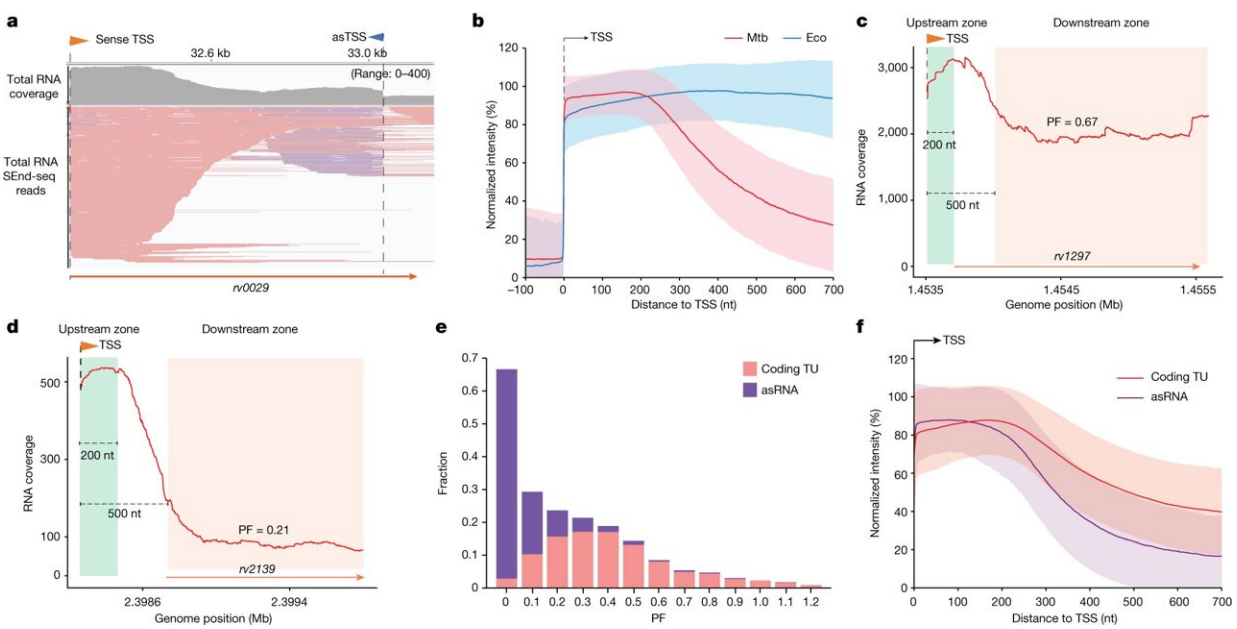 a
Sense TSS
asTSS
32.6 kb
33.0 kb
(Range: 0–400)
Total RNA
coverage
Total RNA
SEnd-seq
reads
rv0029
b
TSS
Mtb
Eco
120
100
80
60
40
20
0
Normalized intensity (%)
–100
0
100
200
300
400
500
600
700
Distance to TSS (nt)
c
Upstream zone
Downstream zone
TSS
3,000
2,000
1,000
0
RNA coverage
PF = 0.67
200 nt
500 nt
rv1297
1.4535
1.4545
1.4555
Genome position (Mb)
d
Upstream zone
Downstream zone
TSS
500
300
100
0
RNA coverage
200 nt
500 nt
PF = 0.21
rv2139
2.3986
2.3994
Genome position (Mb)
e
0.7
0.6
0.5
0.4
0.3
0.2
0.1
0
Fraction
Coding TU
asRNA
0
0.1
0.2
0.3
0.4
0.5
0.6
0.7
0.8
0.9
1.0
1.1
1.2
PF
f
TSS
Coding TU
asRNA
120
100
80
60
40
20
0
Normalized intensity (%)
0
100
200
300
400
500
600
700
Distance to TSS (nt)